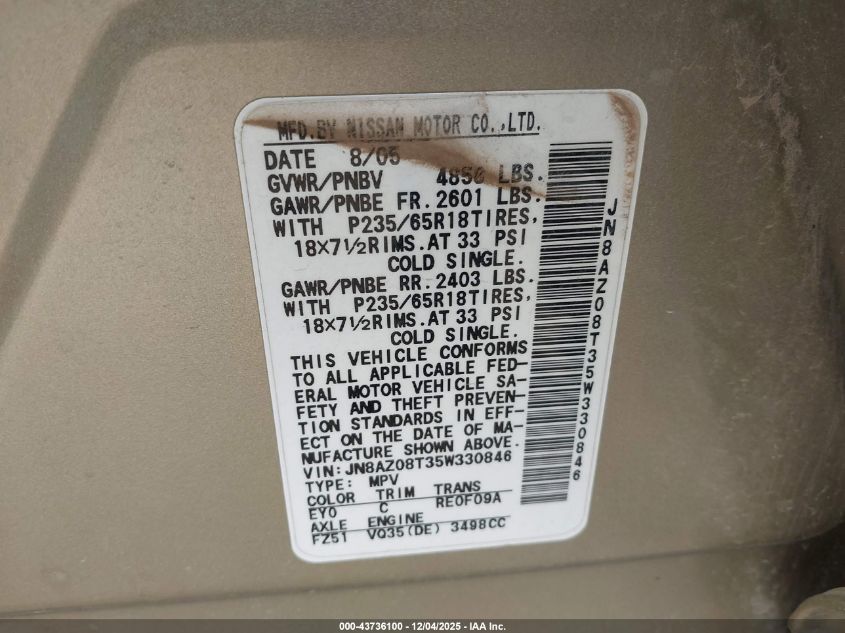 MFD.BY NISSAN MOTOR CO.,LTD.
DATE 8/05
GVWR/PNBV 4850 LBS.
GAWR/PNBE FR.2601 LBS.
WITH P235/65R18TIRES,
18×7½RIMS.AT 33 PSI
COLD SINGLE.
GAWR/PNBE RR.2403 LBS.
WITH P235/65R18TIRES,
18×7½RIMS.AT 33 PSI
COLD SINGLE.
THIS VEHICLE CONFORMS
TO ALL APPLICABLE FED-
ERAL MOTOR VEHICLE SA-
FETY AND THEFT PREVEN-
TION STANDARDS IN EFF-
ECT ON THE DATE OF MA-
NUFACTURE SHOWN ABOVE.
VIN:JN8AZ08T35W330846
TYPE: MPV
COLOR TRIM TRANS
EY0 C RE0F09A
AXLE ENGINE
FZ51 VQ35(DE) 3498CC
JN8AZ08T35W330846
000-43736100 - 12/04/2025 - IAA Inc.